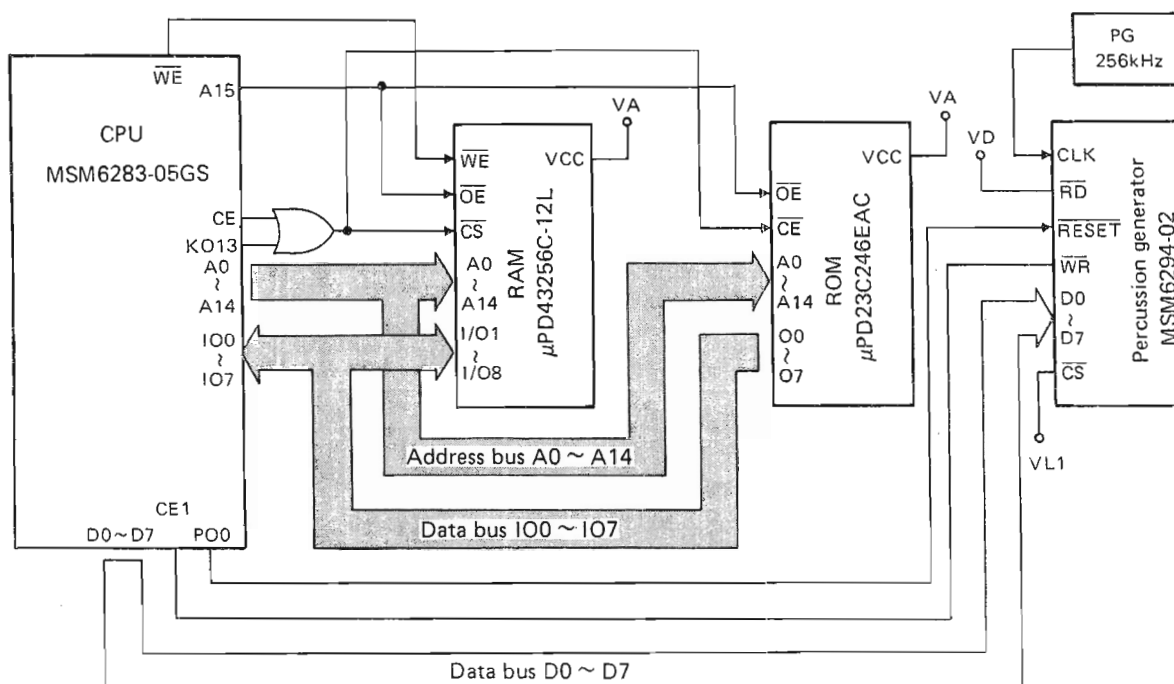 WE
A15
CPU
MSM6283-05GS
CE
KO13
A0
~
A14
IO0
~
IO7
CE1
D0~D7
PO0
VA
VCC
WE
OE
CS
A0
~
A14
I/O1
~
I/O8
RAM
μPD43256C-12L
VA
VCC
OE
CE
A0
~
A14
O0
~
O7
ROM
μPD23C246EAC
PG
256kHz
VD
CLK
RD
RESET
WR
D0
~
D7
CS
Percussion generator
MSM6294-02
VL1
Address bus A0 ~ A14
Data bus IO0 ~ IO7
Data bus D0 ~ D7